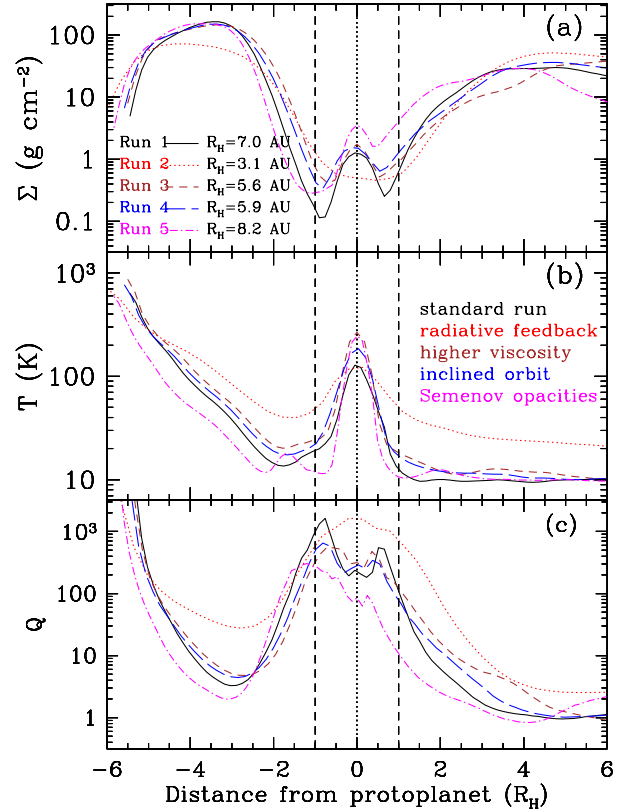 (a)
100
10
1
0.1
Σ (g cm⁻²)
Run 1 R_H=7.0 AU
Run 2 R_H=3.1 AU
Run 3 R_H=5.6 AU
Run 4 R_H=5.9 AU
Run 5 R_H=8.2 AU
(b)
10³
100
10
T (K)
standard run
radiative feedback
higher viscosity
inclined orbit
Semenov opacities
(c)
10³
100
10
1
Q
−6 −4 −2 0 2 4 6
Distance from protoplanet (R_H)